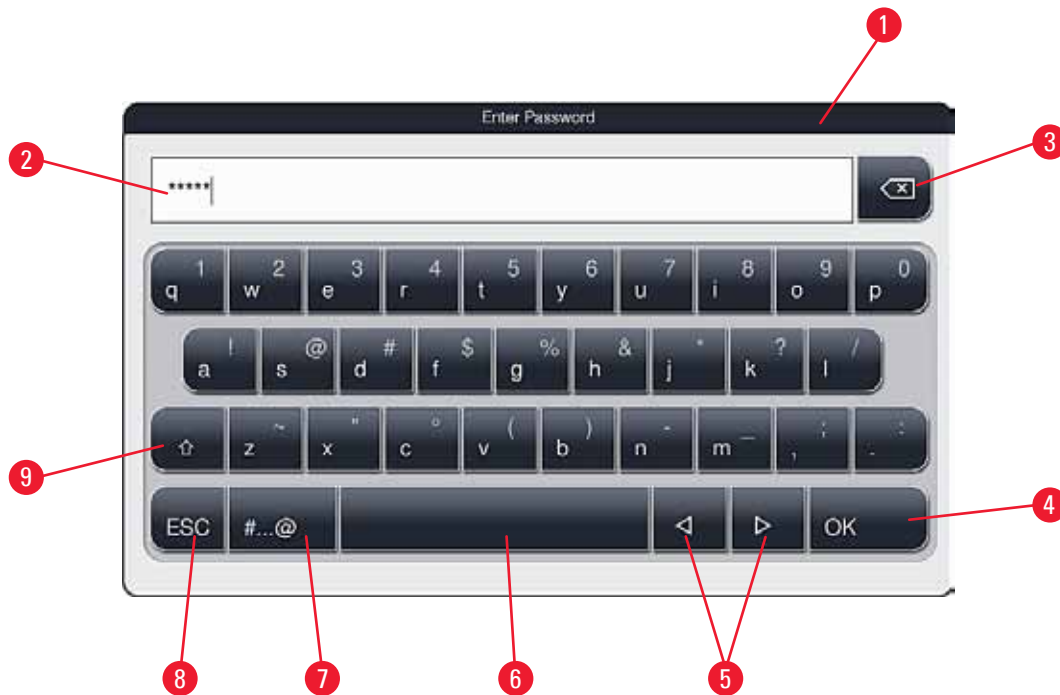 1
Enter Password
2
*****
3
1 2 3 4 5 6 7 8 9 0
q w e r t y u i o p
! @ # $ % & * ? /
a s d f g h j k l
~ " ° ( ) - _ ; :
z x c v b n m , .
9
ESC #...@ OK
4
8 7 6 5